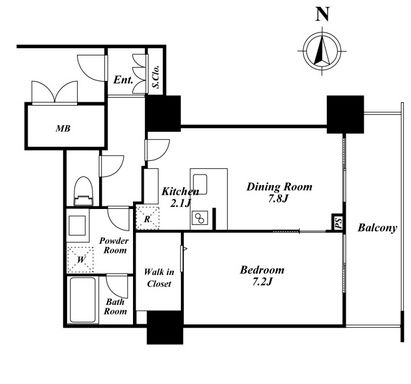 N
Ent.
S.Clo.
MB
Kitchen
2.1J
Dining Room
7.8J
R.
PS
Balcony
Powder
Room
W
Walk in
Closet
Bedroom
7.2J
Bath
Room